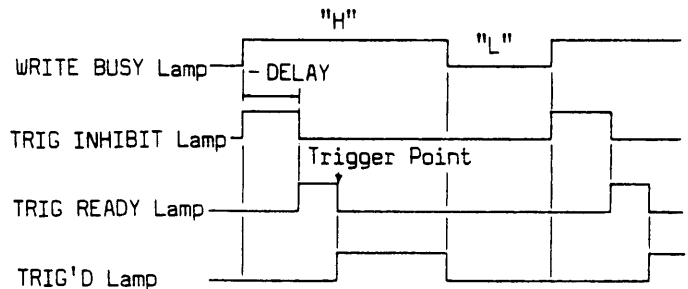 "H"
"L"
WRITE BUSY Lamp
- DELAY
TRIG INHIBIT Lamp
Trigger Point
TRIG READY Lamp
TRIG'D Lamp